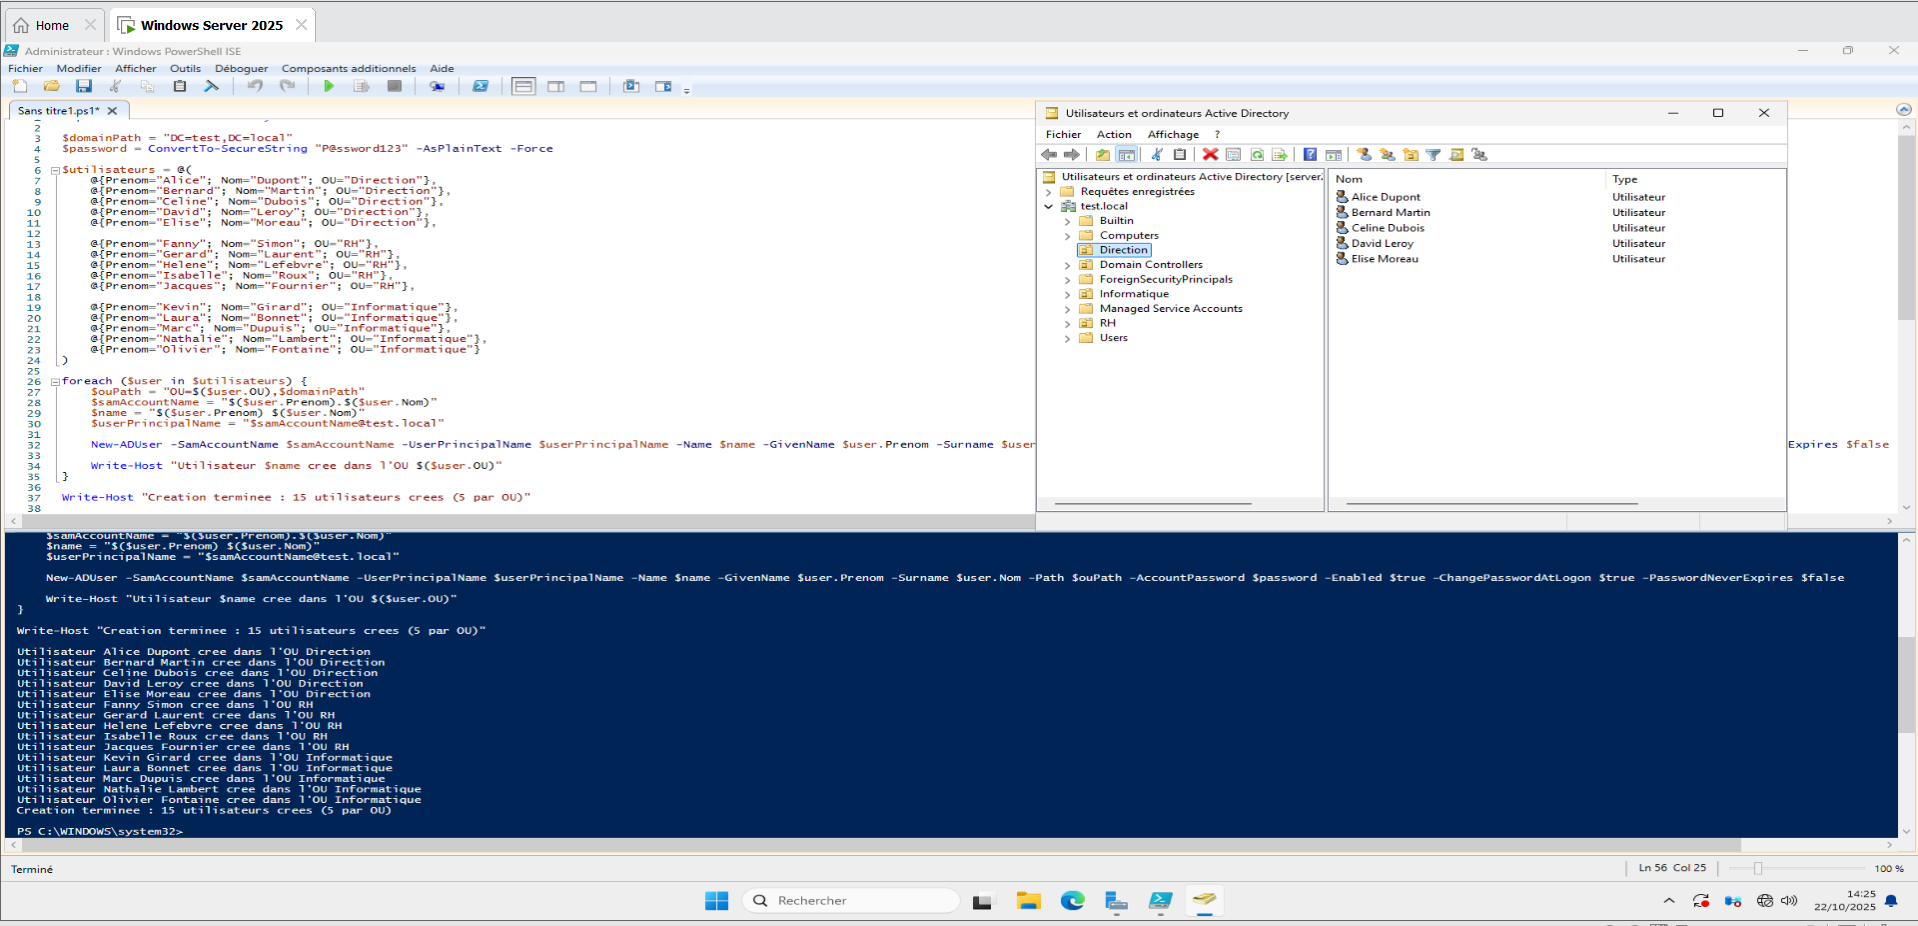 Home
Windows Server 2025
Administrateur : Windows PowerShell ISE
Fichier Modifier Afficher Outils Déboguer Composants additionnels Aide
Sans titre1.ps1*
2
3 $domainPath = "DC=test,DC=local"
4 $password = ConvertTo-SecureString "P@ssword123" -AsPlainText -Force
5
6 $utilisateurs = @(
7 @{Prenom="Alice"; Nom="Dupont"; OU="Direction"},
8 @{Prenom="Bernard"; Nom="Martin"; OU="Direction"},
9 @{Prenom="Celine"; Nom="Dubois"; OU="Direction"},
10 @{Prenom="David"; Nom="Leroy"; OU="Direction"},
11 @{Prenom="Elise"; Nom="Moreau"; OU="Direction"},
12
13 @{Prenom="Fanny"; Nom="Simon"; OU="RH"},
14 @{Prenom="Gerard"; Nom="Laurent"; OU="RH"},
15 @{Prenom="Helene"; Nom="Lefebvre"; OU="RH"},
16 @{Prenom="Isabelle"; Nom="Roux"; OU="RH"},
17 @{Prenom="Jacques"; Nom="Fournier"; OU="RH"},
18
19 @{Prenom="Kevin"; Nom="Girard"; OU="Informatique"},
20 @{Prenom="Laura"; Nom="Bonnet"; OU="Informatique"},
21 @{Prenom="Marc"; Nom="Dupuis"; OU="Informatique"},
22 @{Prenom="Nathalie"; Nom="Lambert"; OU="Informatique"},
23 @{Prenom="Olivier"; Nom="Fontaine"; OU="Informatique"}
24 )
25
26 foreach ($user in $utilisateurs) {
27 $ouPath = "OU=$($user.OU),$domainPath"
28 $samAccountName = "$($user.Prenom).$($user.Nom)"
29 $name = "$($user.Prenom) $($user.Nom)"
30 $userPrincipalName = "$samAccountName@test.local"
31
32 New-ADUser -SamAccountName $samAccountName -UserPrincipalName $userPrincipalName -Name $name -GivenName $user.Prenom -Surname $user
Expires $false
33
34 Write-Host "Utilisateur $name cree dans l'OU $($user.OU)"
35 }
36
37 Write-Host "Creation terminee : 15 utilisateurs crees (5 par OU)"
38
Utilisateurs et ordinateurs Active Directory
Fichier Action Affichage ?
Utilisateurs et ordinateurs Active Directory [server.
Requêtes enregistrées
test.local
Builtin
Computers
Direction
Domain Controllers
ForeignSecurityPrincipals
Informatique
Managed Service Accounts
RH
Users
Nom Type
Alice Dupont Utilisateur
Bernard Martin Utilisateur
Celine Dubois Utilisateur
David Leroy Utilisateur
Elise Moreau Utilisateur
$samAccountName = "$($user.Prenom).$($user.Nom)"
$name = "$($user.Prenom) $($user.Nom)"
$userPrincipalName = "$samAccountName@test.local"
New-ADUser -SamAccountName $samAccountName -UserPrincipalName $userPrincipalName -Name $name -GivenName $user.Prenom -Surname $user.Nom -Path $ouPath -AccountPassword $password -Enabled $true -ChangePasswordAtLogon $true -PasswordNeverExpires $false
Write-Host "Utilisateur $name cree dans l'OU $($user.OU)"
}
Write-Host "Creation terminee : 15 utilisateurs crees (5 par OU)"
Utilisateur Alice Dupont cree dans l'OU Direction
Utilisateur Bernard Martin cree dans l'OU Direction
Utilisateur Celine Dubois cree dans l'OU Direction
Utilisateur David Leroy cree dans l'OU Direction
Utilisateur Elise Moreau cree dans l'OU Direction
Utilisateur Fanny Simon cree dans l'OU RH
Utilisateur Gerard Laurent cree dans l'OU RH
Utilisateur Helene Lefebvre cree dans l'OU RH
Utilisateur Isabelle Roux cree dans l'OU RH
Utilisateur Jacques Fournier cree dans l'OU RH
Utilisateur Kevin Girard cree dans l'OU Informatique
Utilisateur Laura Bonnet cree dans l'OU Informatique
Utilisateur Marc Dupuis cree dans l'OU Informatique
Utilisateur Nathalie Lambert cree dans l'OU Informatique
Utilisateur Olivier Fontaine cree dans l'OU Informatique
Creation terminee : 15 utilisateurs crees (5 par OU)
PS C:\WINDOWS\system32>
Terminé
Ln 56 Col 25
100 %
Rechercher
14:25
22/10/2025